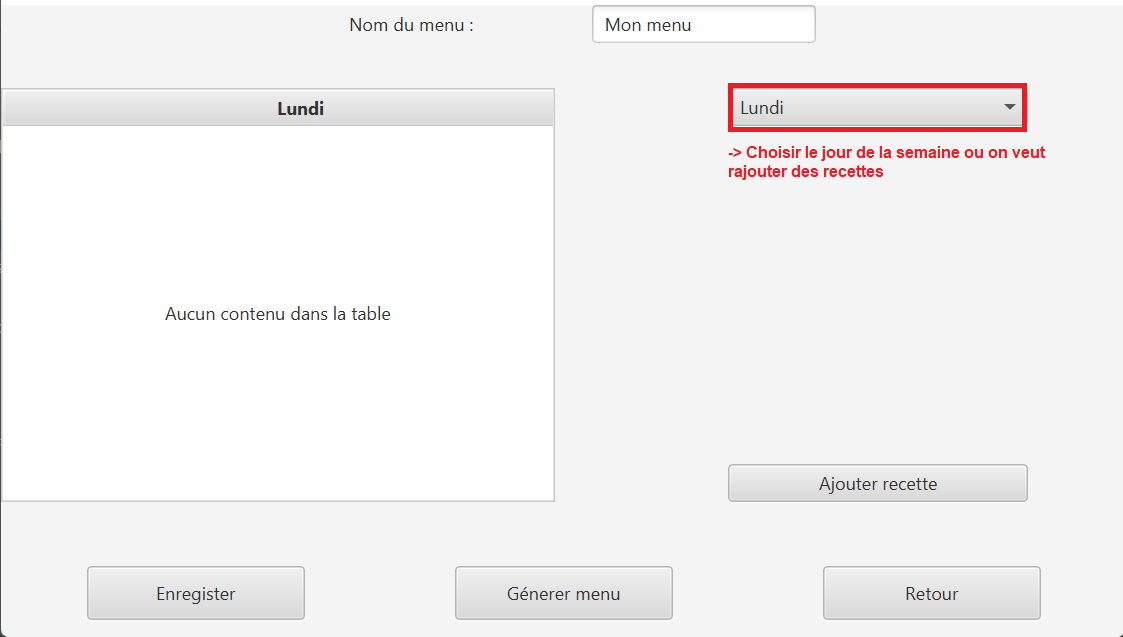 Nom du menu :
Mon menu
Lundi
Lundi
-> Choisir le jour de la semaine ou on veut
rajouter des recettes
Aucun contenu dans la table
Ajouter recette
Enregister
Génerer menu
Retour